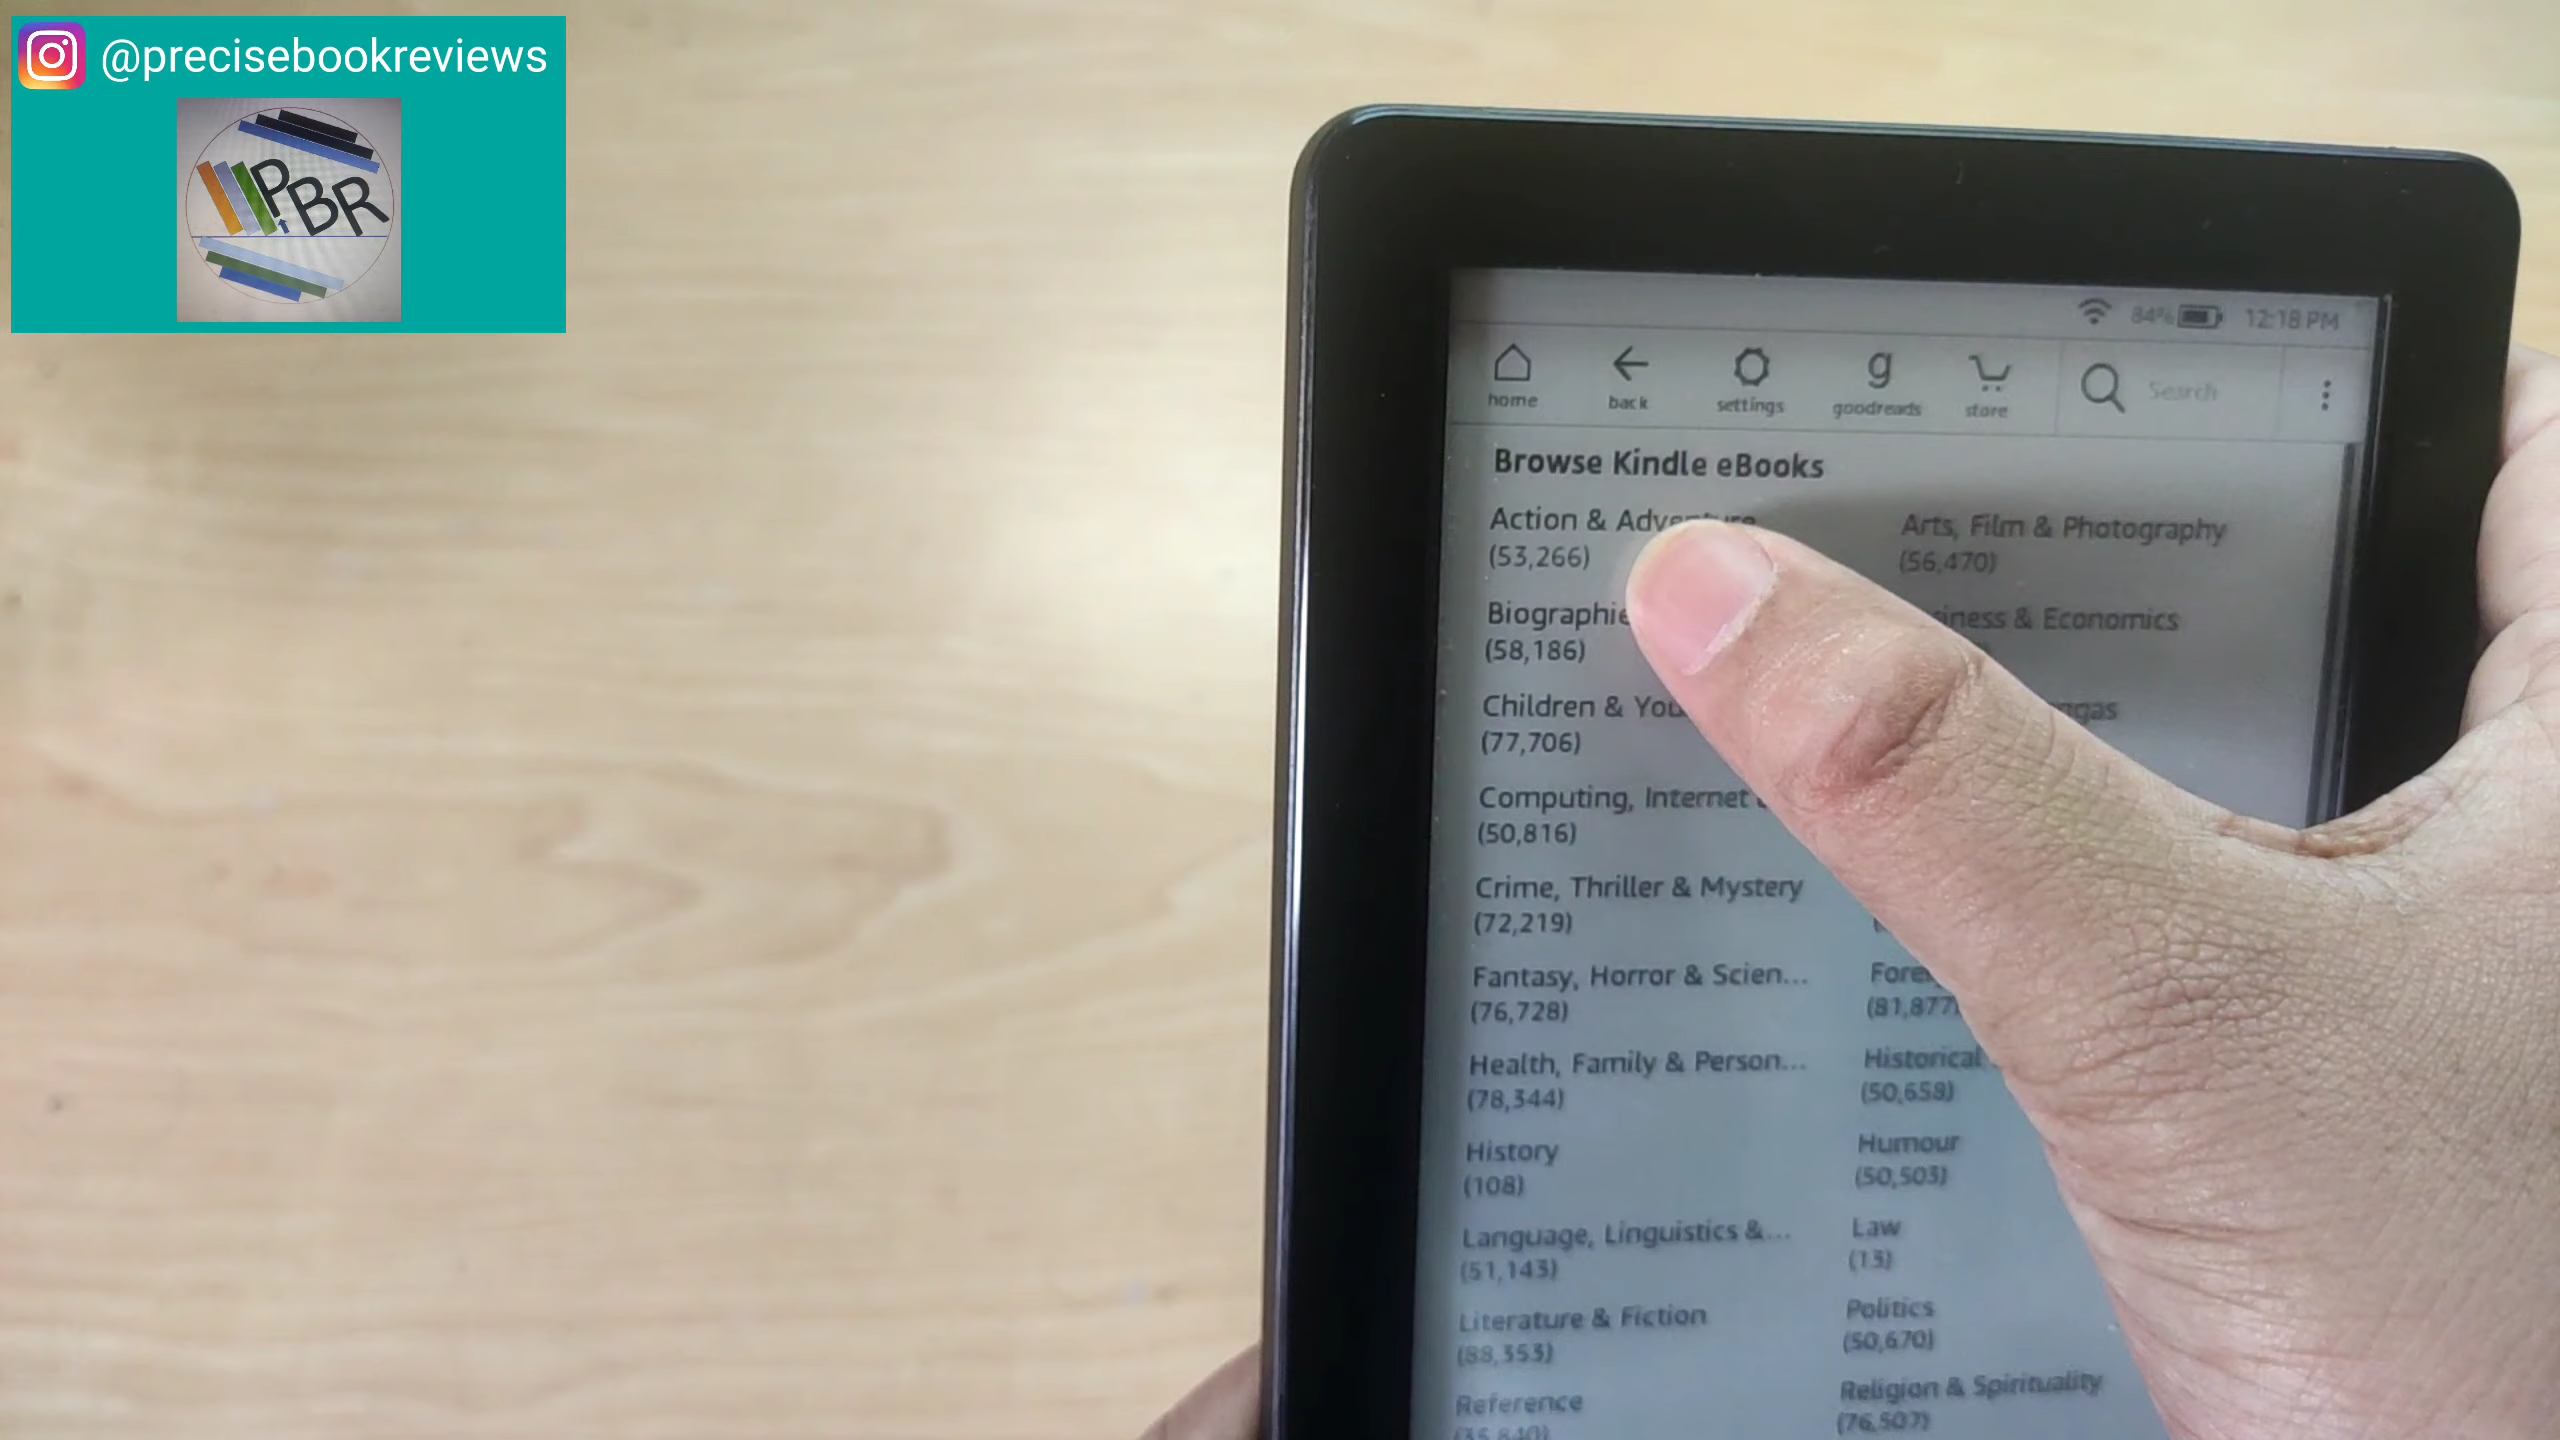 @precisebookreviews
PBR
84% 12:18 PM
home back settings goodreads store Search
Browse Kindle eBooks
Action & Adventure
(53,266)
Arts, Film & Photography
(56,470)
(58,186)
& Economics
Children &
(77,706)
Computing, Internet
(50,816)
Crime, Thriller & Mystery
(72,219)
Fantasy, Horror & Scien...
(76,728)
(81,877)
Health, Family & Person...
(78,344)
Historical
(50,658)
History
(108)
Humour
(50,503)
Language, Linguistics &...
(51,143)
Law
(13)
Literature & Fiction
(88,353)
Politics
(50,670)
Reference
(35,840)
Religion & Spirituality
(76,507)